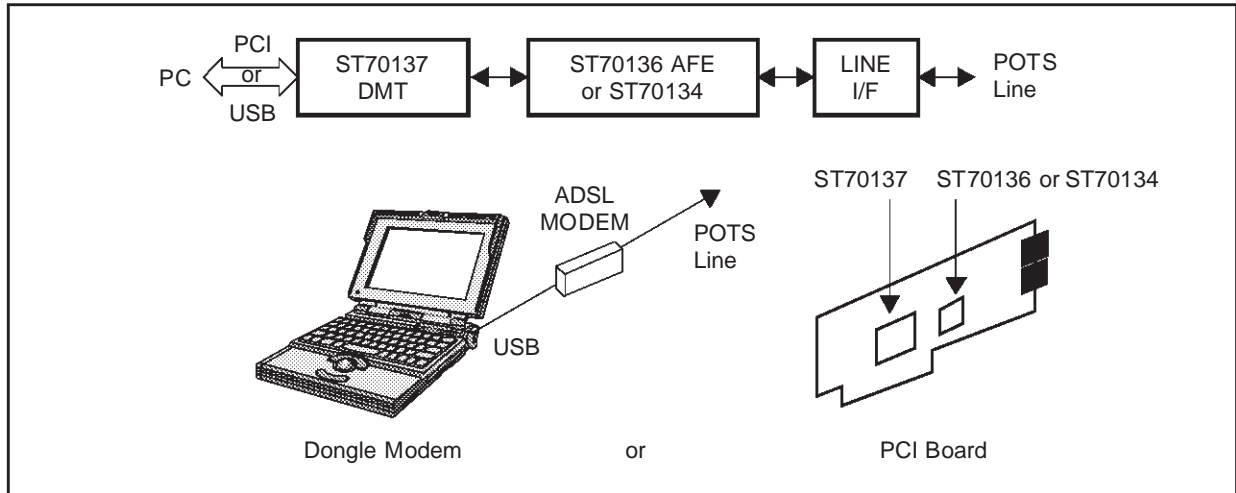 PCI
PC
or
USB
ST70137
DMT
ST70136 AFE
or ST70134
LINE
I/F
POTS
Line
ST70137
ST70136 or ST70134
ADSL
MODEM
POTS
Line
USB
Dongle Modem
or
PCI Board